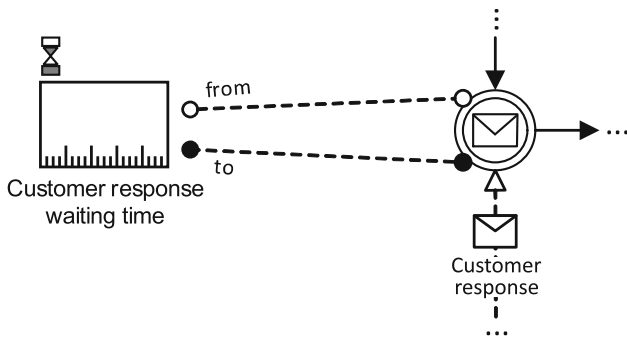 ...
from
...
to
Customer response
waiting time
Customer
response
...